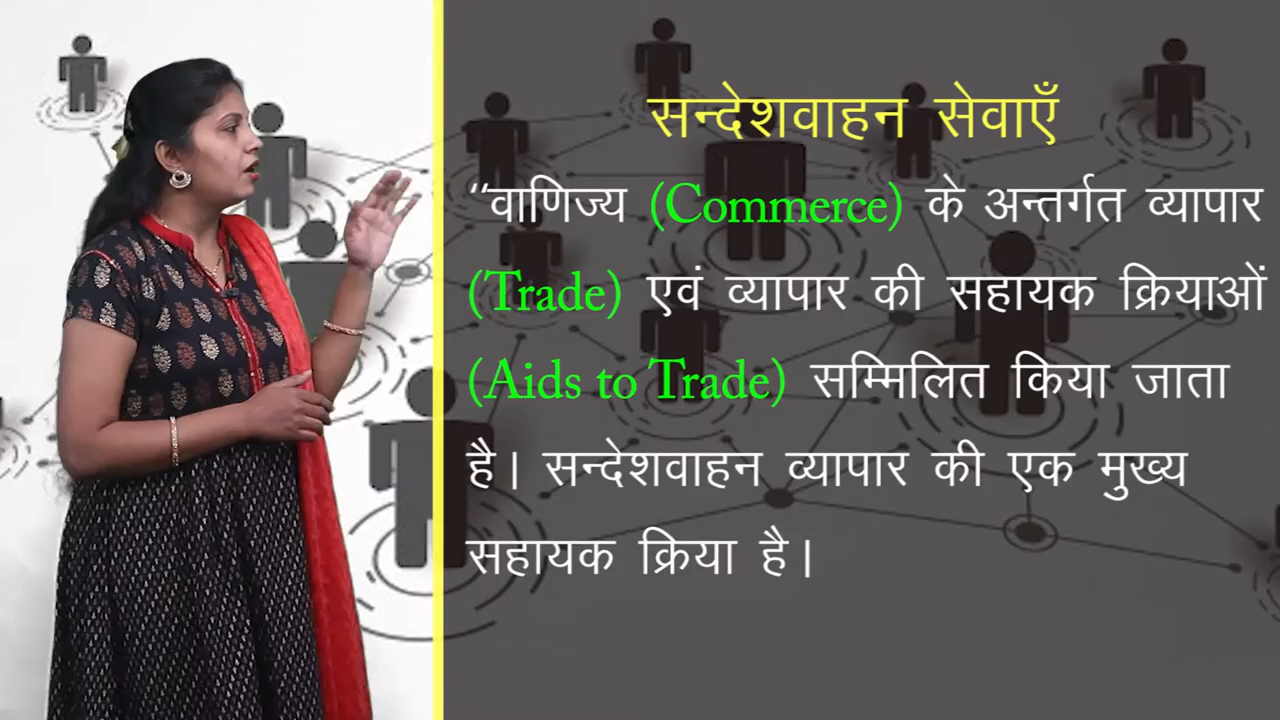 सन्देशवाहन सेवाएँ
“वाणिज्य (Commerce) के अन्तर्गत व्यापार
(Trade) एवं व्यापार की सहायक क्रियाओं
(Aids to Trade) सम्मिलित किया जाता
है। सन्देशवाहन व्यापार की एक मुख्य
सहायक क्रिया है।